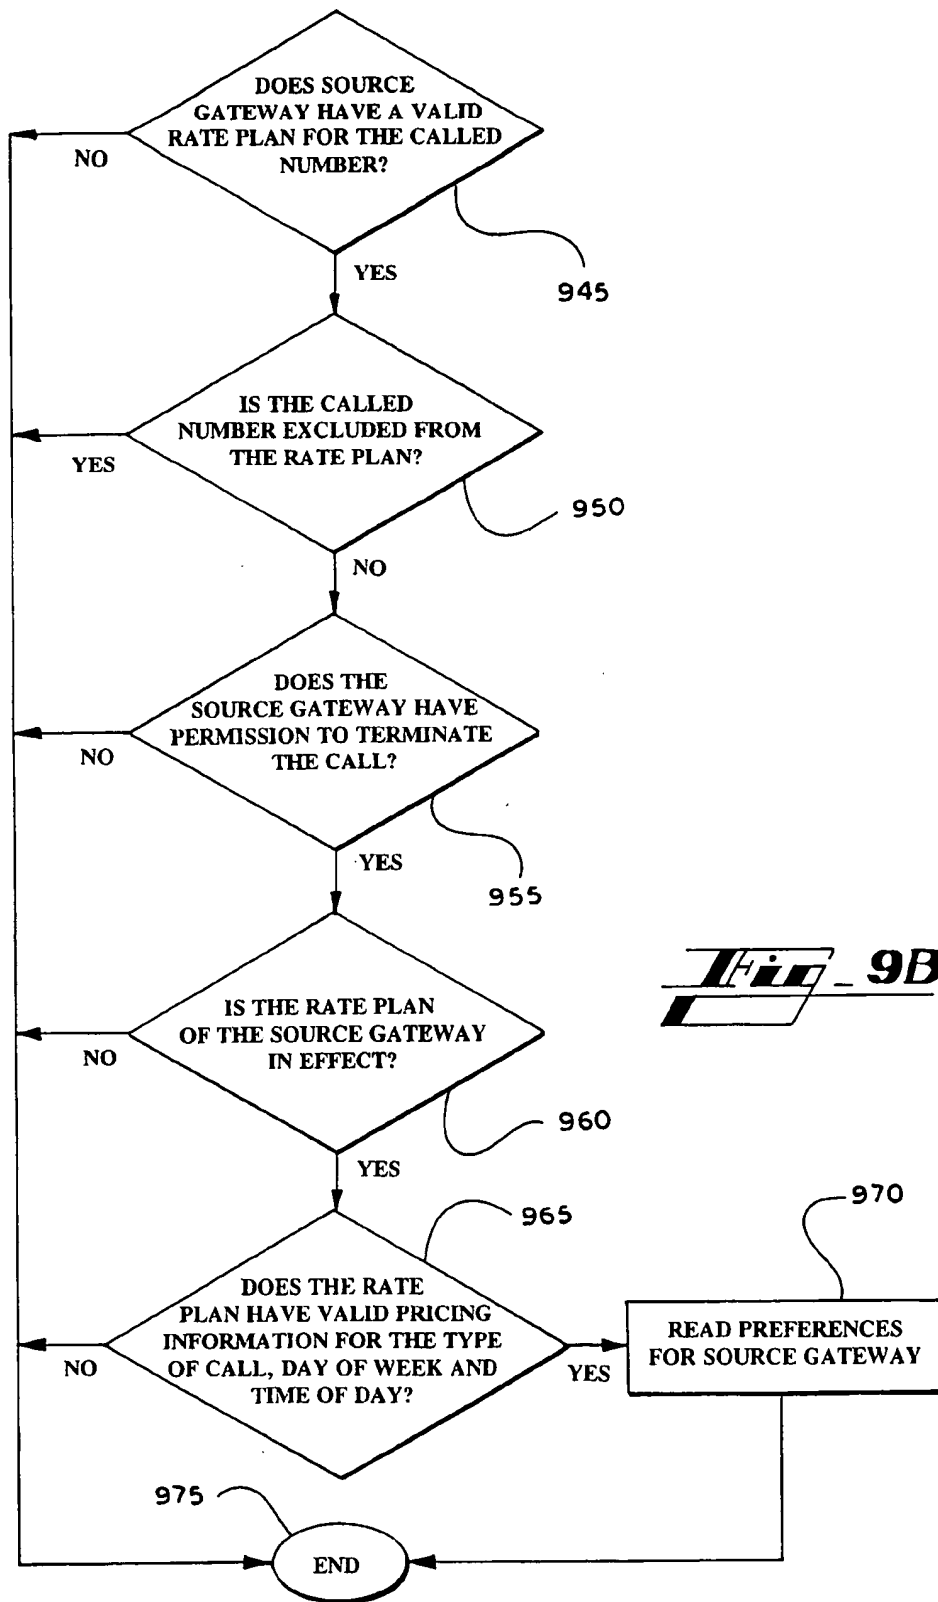 DOES SOURCE
GATEWAY HAVE A VALID
RATE PLAN FOR THE CALLED
NUMBER?
NO
945
YES
IS THE CALLED
NUMBER EXCLUDED FROM
THE RATE PLAN?
YES
950
NO
DOES THE
SOURCE GATEWAY HAVE
PERMISSION TO TERMINATE
THE CALL?
NO
955
YES
Fig_9B
IS THE RATE PLAN
OF THE SOURCE GATEWAY
IN EFFECT?
NO
960
YES
965
970
DOES THE RATE
PLAN HAVE VALID PRICING
INFORMATION FOR THE TYPE
OF CALL, DAY OF WEEK AND
TIME OF DAY?
NO
YES
READ PREFERENCES
FOR SOURCE GATEWAY
975
END